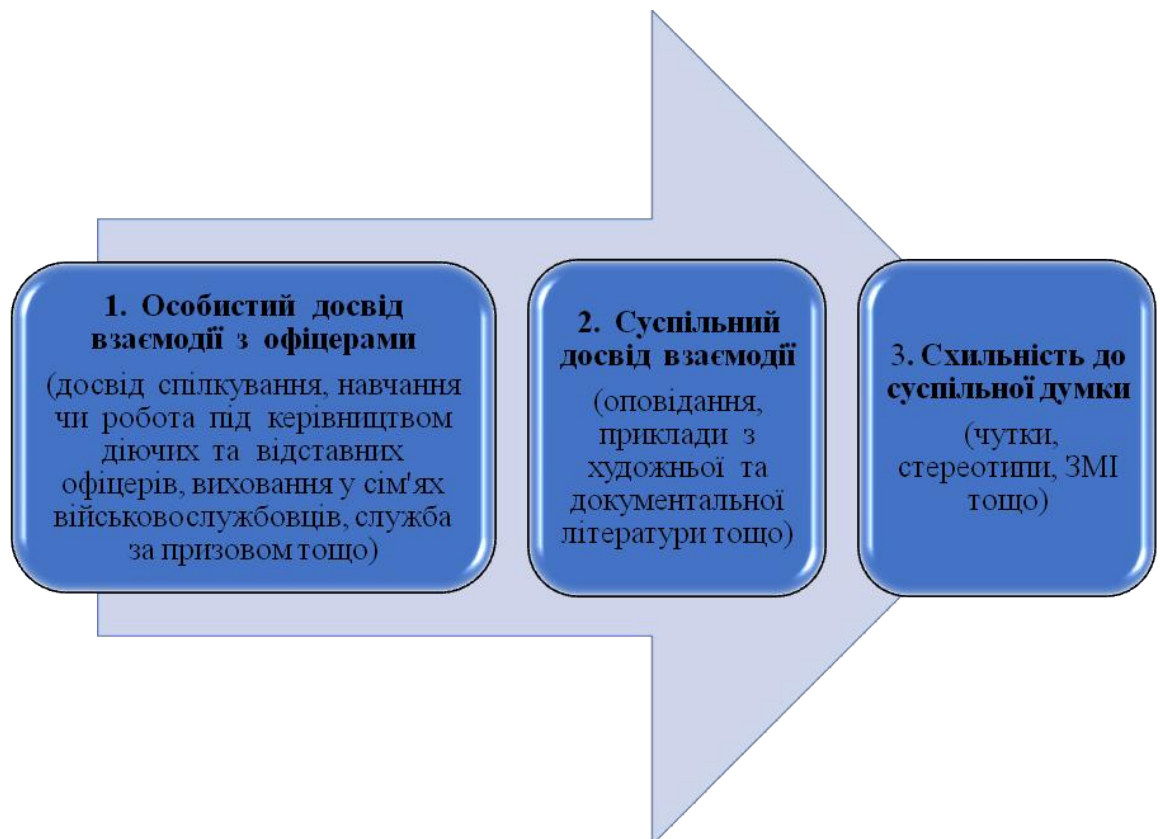 1. Особистий досвід
взаємодії з офіцерами
(досвід спілкування, навчання
чи робота під керівництвом
діючих та відставних
офіцерів, виховання у сім'ях
військовослужбовців, служба
за призовом тощо)
2. Суспільний
досвід взаємодії
(оповідання,
приклади з
художньої та
документальної
літератури тощо)
3. Схильність до
суспільної думки
(чутки,
стереотипи, ЗМІ
тощо)